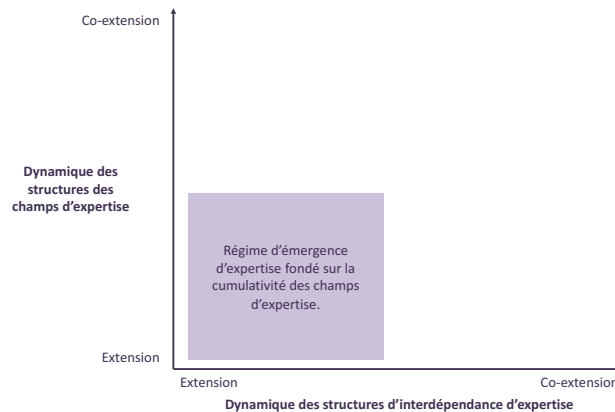 Co-extension
Dynamique des
structures des
champs d'expertise
Régime d'émergence
d'expertise fondé sur la
cumulativité des champs
d'expertise.
Extension
Extension
Co-extension
Dynamique des structures d'interdépendance d'expertise